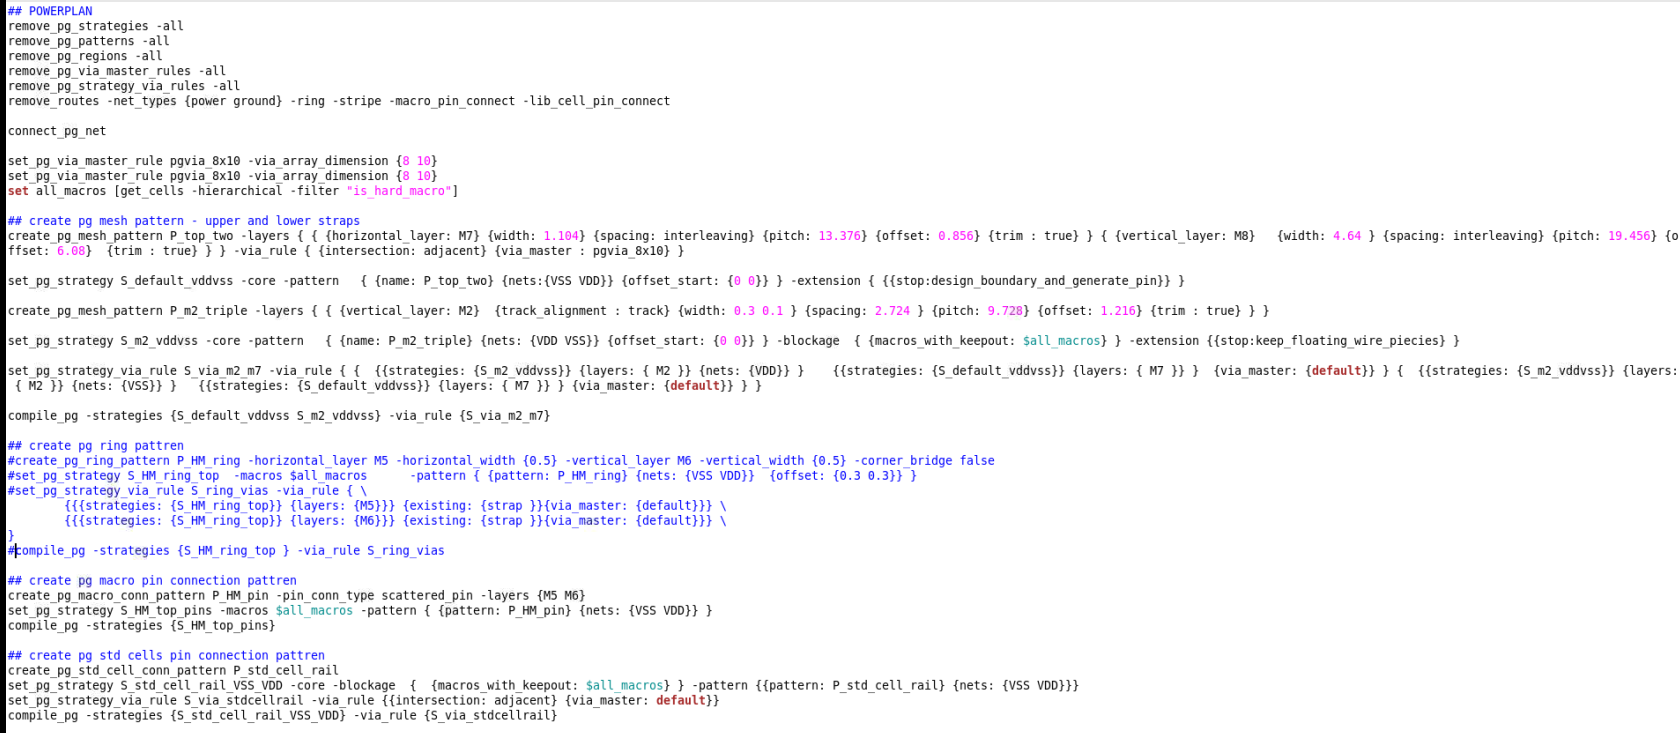 ## POWERPLAN
remove_pg_strategies -all
remove_pg_patterns -all
remove_pg_regions -all
remove_pg_via_master_rules -all
remove_pg_strategy_via_rules -all
remove_routes -net_types {power ground} -ring -stripe -macro_pin_connect -lib_cell_pin_connect
connect_pg_net
set_pg_via_master_rule pgvia_8x10 -via_array_dimension {8 10}
set_pg_via_master_rule pgvia_8x10 -via_array_dimension {8 10}
set all_macros [get_cells -hierarchical -filter "is_hard_macro"]
## create pg mesh pattern - upper and lower straps
create_pg_mesh_pattern P_top_two -layers { { {horizontal_layer: M7} {width: 1.104} {spacing: interleaving} {pitch: 13.376} {offset: 0.856} {trim : true} } { {vertical_layer: M8}   {width: 4.64 } {spacing: interleaving} {pitch: 19.456} {o
ffset: 6.08}  {trim : true} } } -via_rule { {intersection: adjacent} {via_master : pgvia_8x10} }
set_pg_strategy S_default_vddvss -core -pattern   { {name: P_top_two} {nets:{VSS VDD}} {offset_start: {0 0}} } -extension { {{stop:design_boundary_and_generate_pin}} }
create_pg_mesh_pattern P_m2_triple -layers { { {vertical_layer: M2}  {track_alignment : track} {width: 0.3 0.1 } {spacing: 2.724 } {pitch: 9.728} {offset: 1.216} {trim : true} } }
set_pg_strategy S_m2_vddvss -core -pattern   { {name: P_m2_triple} {nets: {VDD VSS}} {offset_start: {0 0}} } -blockage  { {macros_with_keepout: $all_macros} } -extension {{stop:keep_floating_wire_piecies} }
set_pg_strategy_via_rule S_via_m2_m7 -via_rule { {  {{strategies: {S_m2_vddvss}} {layers: { M2 }} {nets: {VDD}} }    {{strategies: {S_default_vddvss}} {layers: { M7 }} }  {via_master: {default}} } {  {{strategies: {S_m2_vddvss}} {layers:
 { M2 }} {nets: {VSS}} }   {{strategies: {S_default_vddvss}} {layers: { M7 }} } {via_master: {default}} } }
compile_pg -strategies {S_default_vddvss S_m2_vddvss} -via_rule {S_via_m2_m7}
## create pg ring pattren
#create_pg_ring_pattern P_HM_ring -horizontal_layer M5 -horizontal_width {0.5} -vertical_layer M6 -vertical_width {0.5} -corner_bridge false
#set_pg_strategy S_HM_ring_top  -macros $all_macros      -pattern { {pattern: P_HM_ring} {nets: {VSS VDD}}  {offset: {0.3 0.3}} }
#set_pg_strategy_via_rule S_ring_vias -via_rule { \
        {{{strategies: {S_HM_ring_top}} {layers: {M5}}} {existing: {strap }}{via_master: {default}}} \
        {{{strategies: {S_HM_ring_top}} {layers: {M6}}} {existing: {strap }}{via_master: {default}}} \
}
#compile_pg -strategies {S_HM_ring_top } -via_rule S_ring_vias
## create pg macro pin connection pattren
create_pg_macro_conn_pattern P_HM_pin -pin_conn_type scattered_pin -layers {M5 M6}
set_pg_strategy S_HM_top_pins -macros $all_macros -pattern { {pattern: P_HM_pin} {nets: {VSS VDD}} }
compile_pg -strategies {S_HM_top_pins}
## create pg std cells pin connection pattren
create_pg_std_cell_conn_pattern P_std_cell_rail
set_pg_strategy S_std_cell_rail_VSS_VDD -core -blockage  {  {macros_with_keepout: $all_macros} } -pattern {{pattern: P_std_cell_rail} {nets: {VSS VDD}}}
set_pg_strategy_via_rule S_via_stdcellrail -via_rule {{intersection: adjacent} {via_master: default}}
compile_pg -strategies {S_std_cell_rail_VSS_VDD} -via_rule {S_via_stdcellrail}